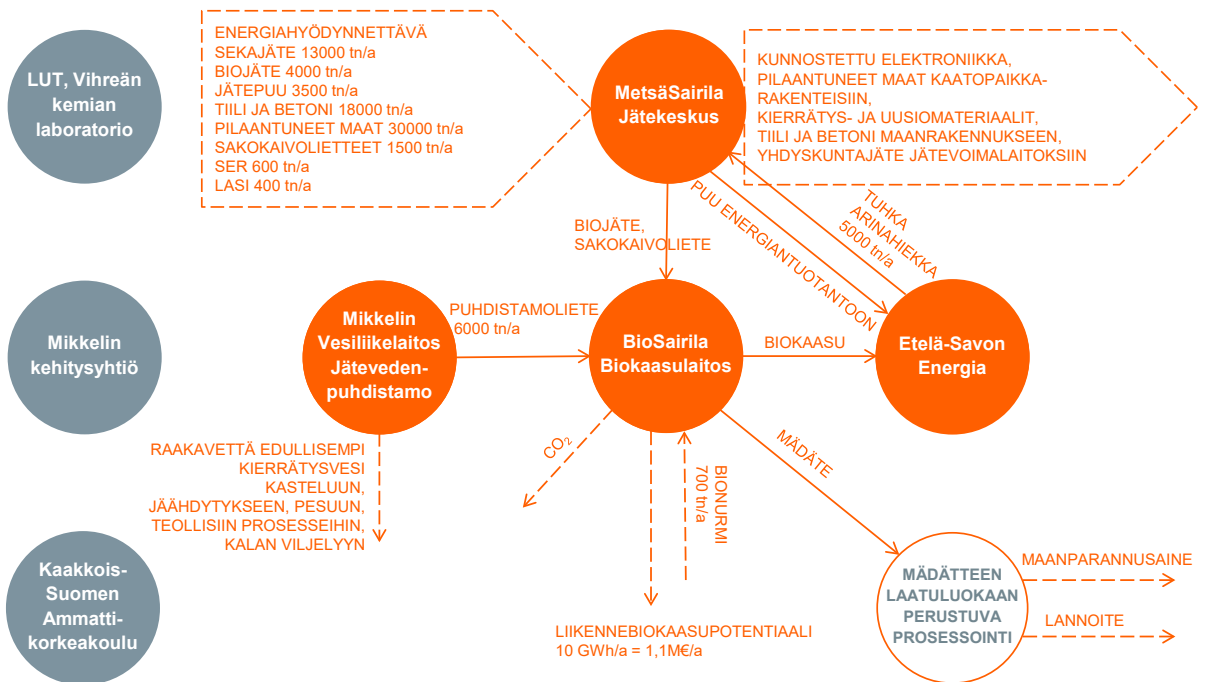 LUT, Vihreän
kemian
laboratorio
ENERGIAHYÖDYNNETTÄVÄ
SEKAJÄTE 13000 tn/a
BIOJÄTE 4000 tn/a
JÄTEPUU 3500 tn/a
TIILI JA BETONI 18000 tn/a
PILAANTUNEET MAAT 30000 tn/a
SAKOKAIVOLIETTEET 1500 tn/a
SER 600 tn/a
LASI 400 tn/a
MetsäSairila
Jätekeskus
KUNNOSTETTU ELEKTRONIIKKA,
PILAANTUNEET MAAT KAATOPAIKKA-
RAKENTEISIIN,
KIERRÄTYS- JA UUSIOMATERIAALIT,
TIILI JA BETONI MAANRAKENNUKSEEN,
YHDYSKUNTAJÄTE JÄTEVOIMALAITOKSIIN
BIOJÄTE,
SAKOKAIVOLIETE
PUU ENERGIANTUOTANTOON
TUHKA
ARINAHIEKKA
5000 tn/a
Mikkelin
kehitysyhtiö
Mikkelin
Vesiliikelaitos
Jäteveden-
puhdistamo
PUHDISTAMOLIETE
6000 tn/a
BioSairila
Biokaasulaitos
BIOKAASU
Etelä-Savon
Energia
RAAKAVETTÄ EDULLISEMPI
KIERRÄTYSVESI
KASTELUUN,
JÄÄHDYTYKSEEN, PESUUN,
TEOLLISIIN PROSESSEIHIN,
KALAN VILJELYYN
CO₂
BIONURMI
700 tn/a
MÄDÄTE
Kaakkois-
Suomen
Ammatti-
korkeakoulu
LIIKENNEBIOKAASUPOTENTIAALI
10 GWh/a = 1,1M€/a
MÄDÄTTEEN
LAATULUOKAAN
PERUSTUVA
PROSESSOINTI
MAANPARANNUSAINE
LANNOITE